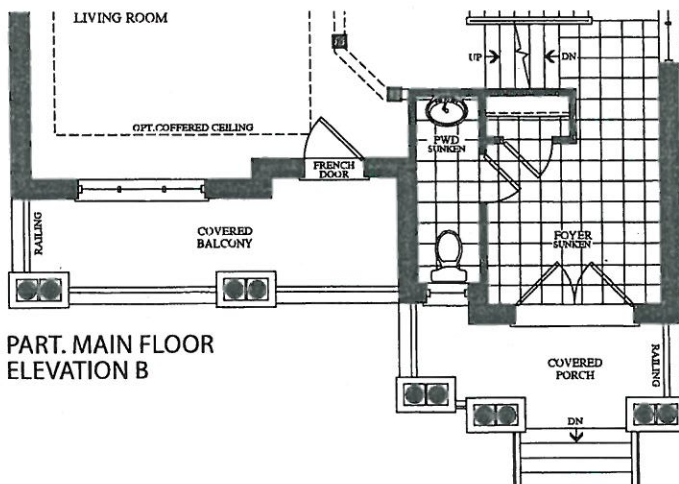 LIVING ROOM
UP
DN
OPT.COFFERED CEILING
PWD
SUNKEN
FRENCH
DOOR
RAILING
COVERED
BALCONY
FOYER
SUNKEN
PART. MAIN FLOOR
ELEVATION B
COVERED
PORCH
RAILING
DN